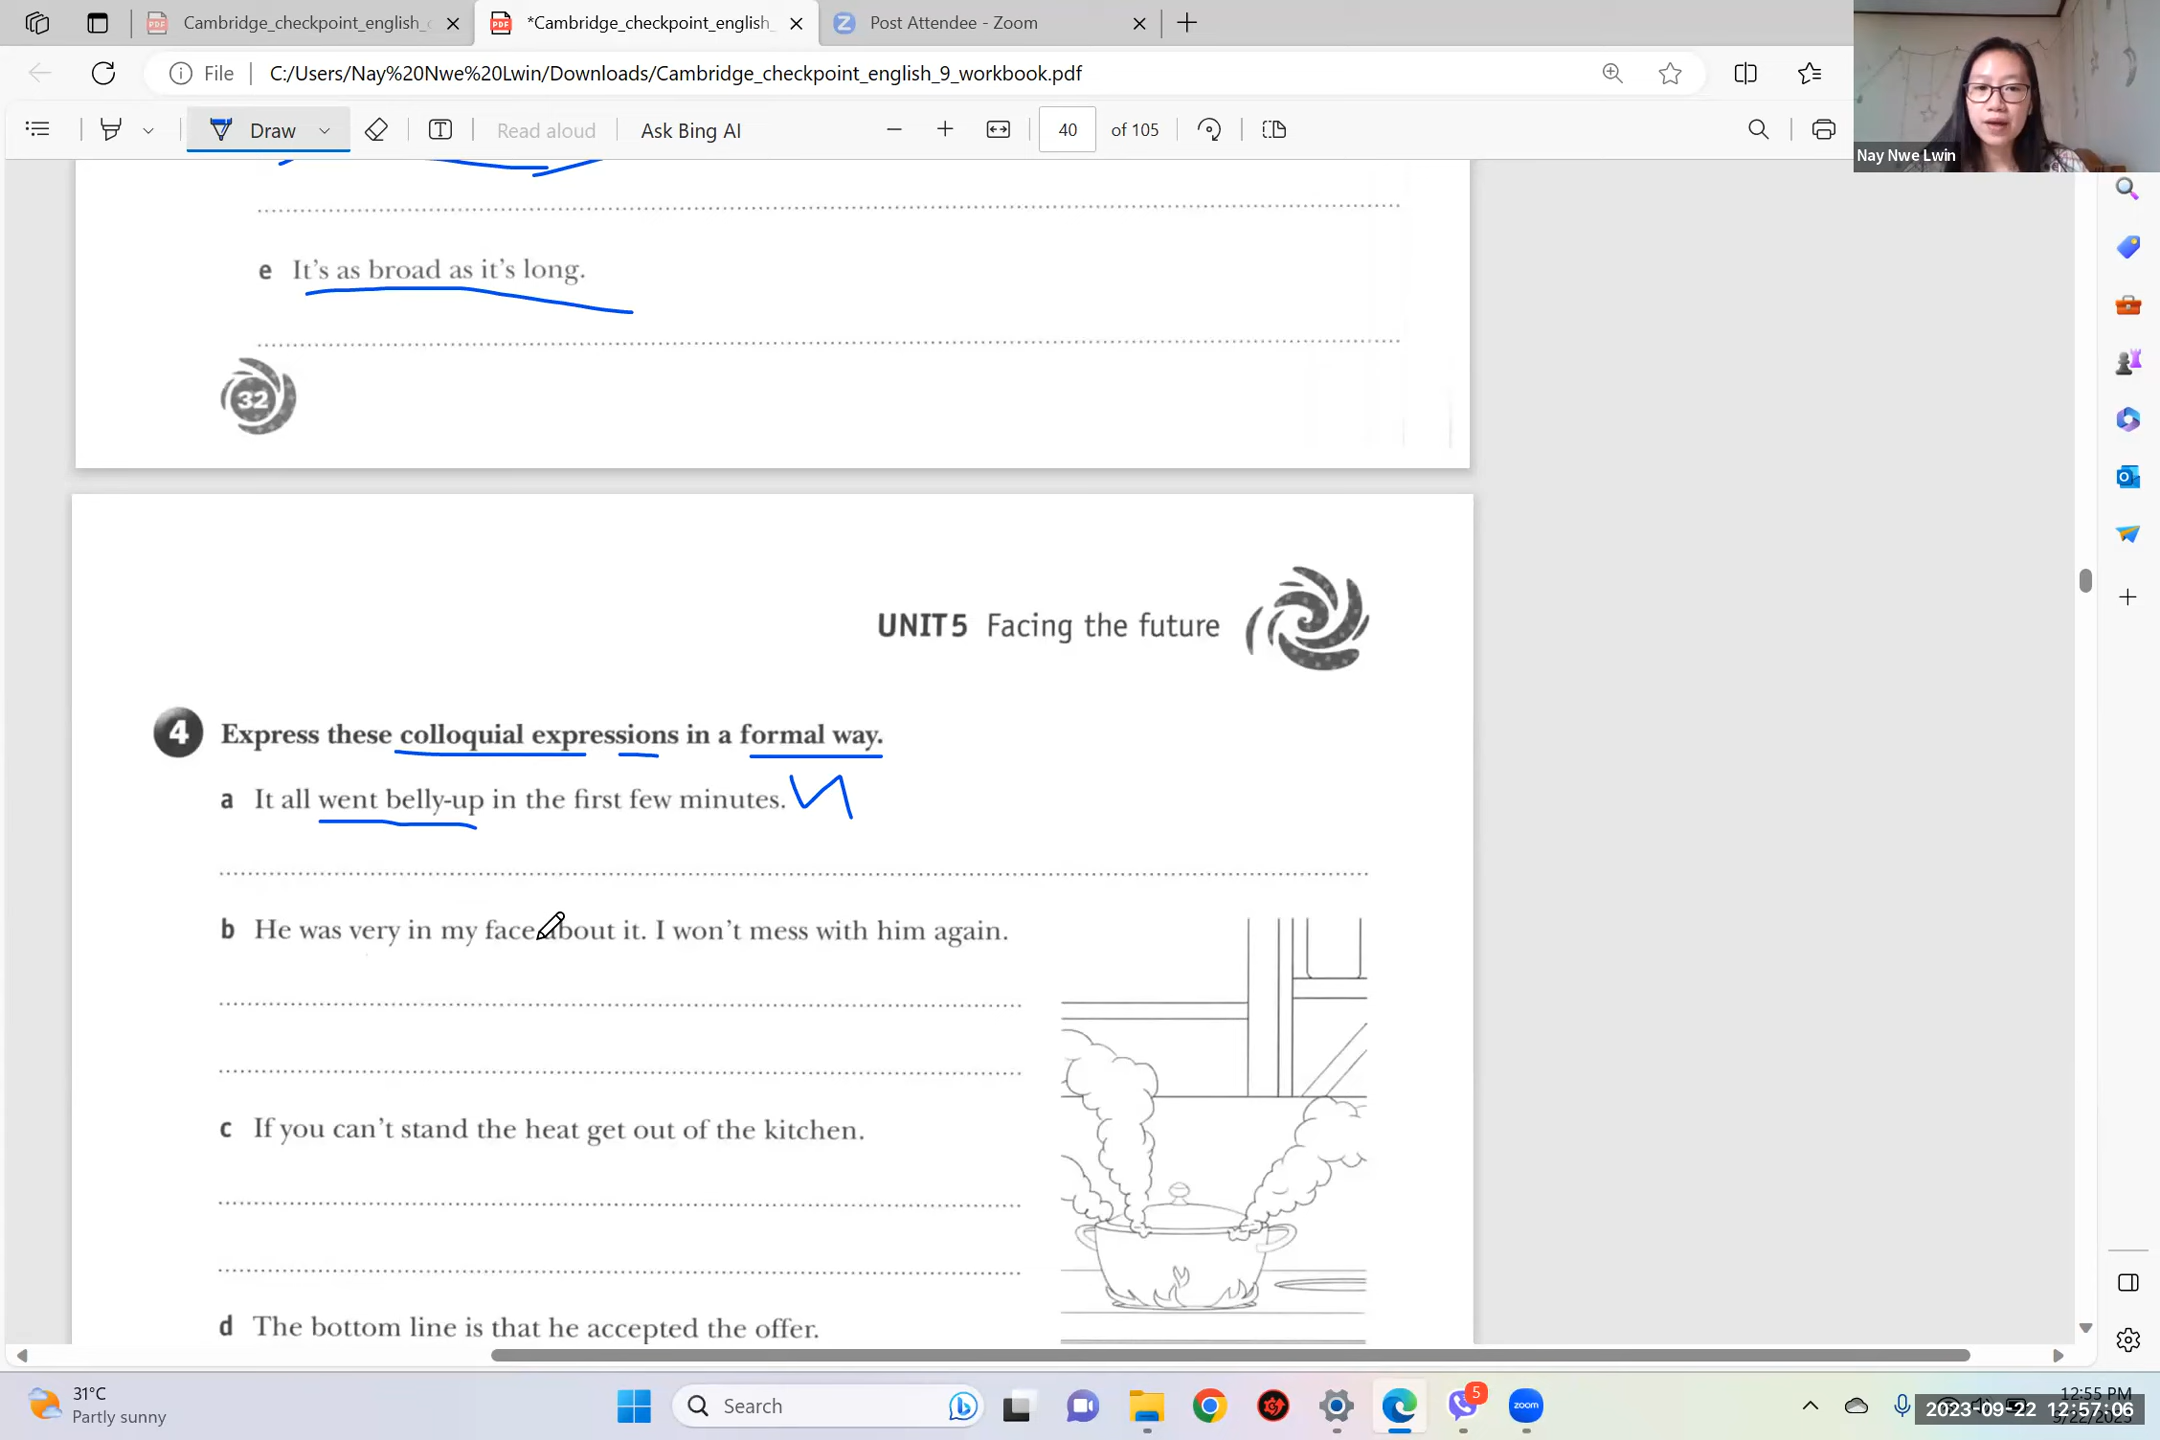 Cambridge_checkpoint_english_
*Cambridge_checkpoint_english_
Post Attendee - Zoom
File
C:/Users/Nay%20Nwe%20Lwin/Downloads/Cambridge_checkpoint_english_9_workbook.pdf
Draw
Read aloud
Ask Bing AI
40
of 105
Nay Nwe Lwin
e It's as broad as it's long.
32
UNIT 5 Facing the future
4 Express these colloquial expressions in a formal way.
a It all went belly-up in the first few minutes.
b He was very in my face about it. I won't mess with him again.
c If you can't stand the heat get out of the kitchen.
d The bottom line is that he accepted the offer.
31°C
Partly sunny
Search
5
zoom
12:55 PM
2023-09-22 12:57:06